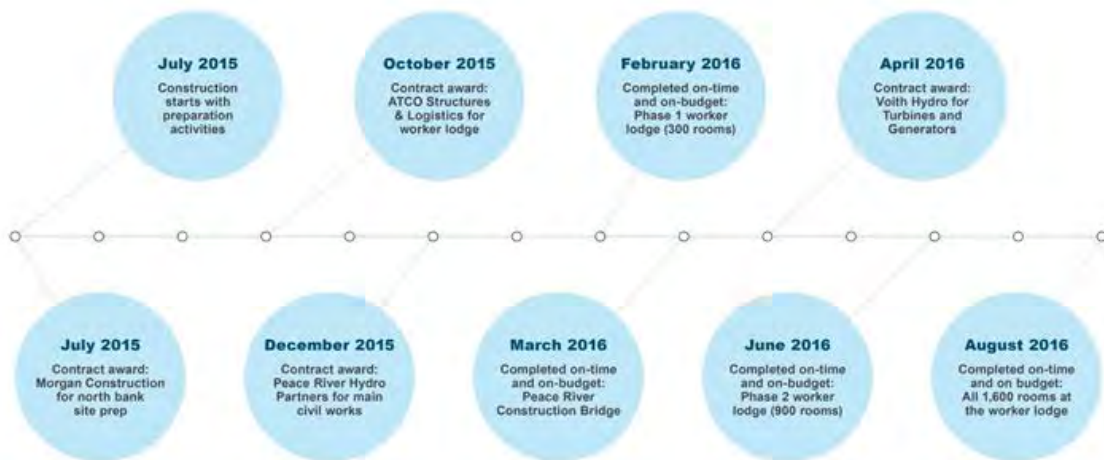 July 2015
Construction
starts with
preparation
activities
October 2015
Contract award:
ATCO Structures
& Logistics for
worker lodge
February 2016
Completed on-time
and on-budget:
Phase 1 worker
lodge (300 rooms)
April 2016
Contract award:
Voith Hydro for
Turbines and
Generators
July 2015
Contract award:
Morgan Construction
for north bank
site prep
December 2015
Contract award:
Peace River Hydro
Partners for main
civil works
March 2016
Completed on-time
and on-budget:
Peace River
Construction Bridge
June 2016
Completed on-time
and on-budget:
Phase 2 worker
lodge (900 rooms)
August 2016
Completed on-time
and on budget:
All 1,600 rooms at
the worker lodge